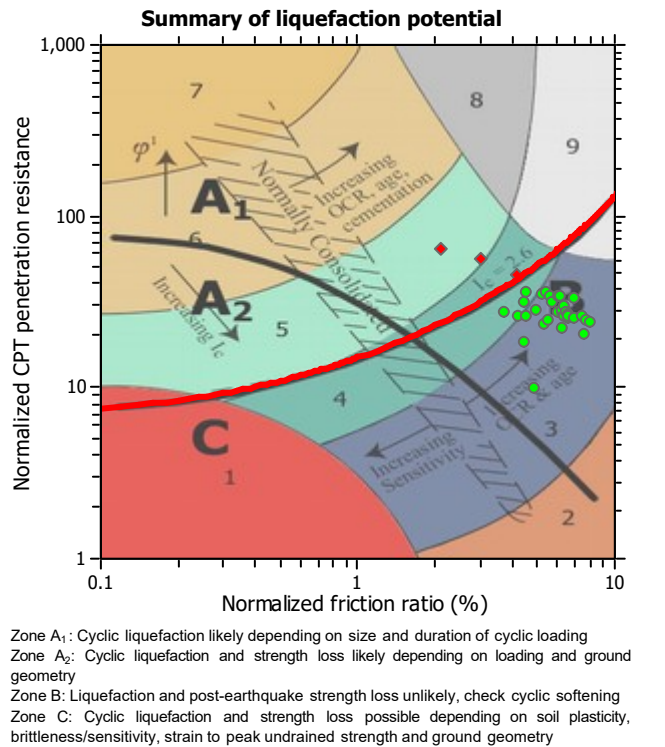 Summary of liquefaction potential
1,000
100
10
1
Normalized CPT penetration resistance
0.1
1
10
Normalized friction ratio (%)
7
8
9
φ'
A1
Increasing
OCR, age,
cementation
Normally Consolidated
6
A2
Increasing Ic
5
Ic = 2.6
B
4
C
1
Increasing
OCR & age
Increasing
Sensitivity
3
2
Zone A1: Cyclic liquefaction likely depending on size and duration of cyclic loading
Zone A2: Cyclic liquefaction and strength loss likely depending on loading and ground
geometry
Zone B: Liquefaction and post-earthquake strength loss unlikely, check cyclic softening
Zone C: Cyclic liquefaction and strength loss possible depending on soil plasticity,
brittleness/sensitivity, strain to peak undrained strength and ground geometry